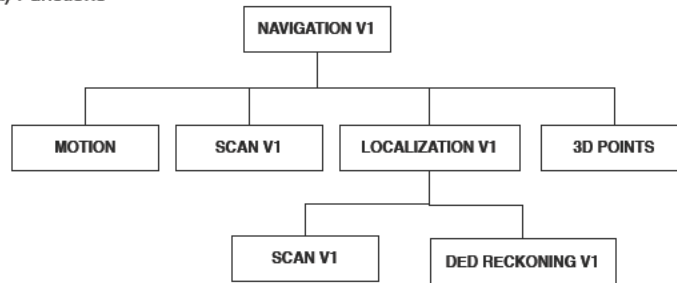 NAVIGATION V1
MOTION
SCAN V1
LOCALIZATION V1
3D POINTS
SCAN V1
DED RECKONING V1